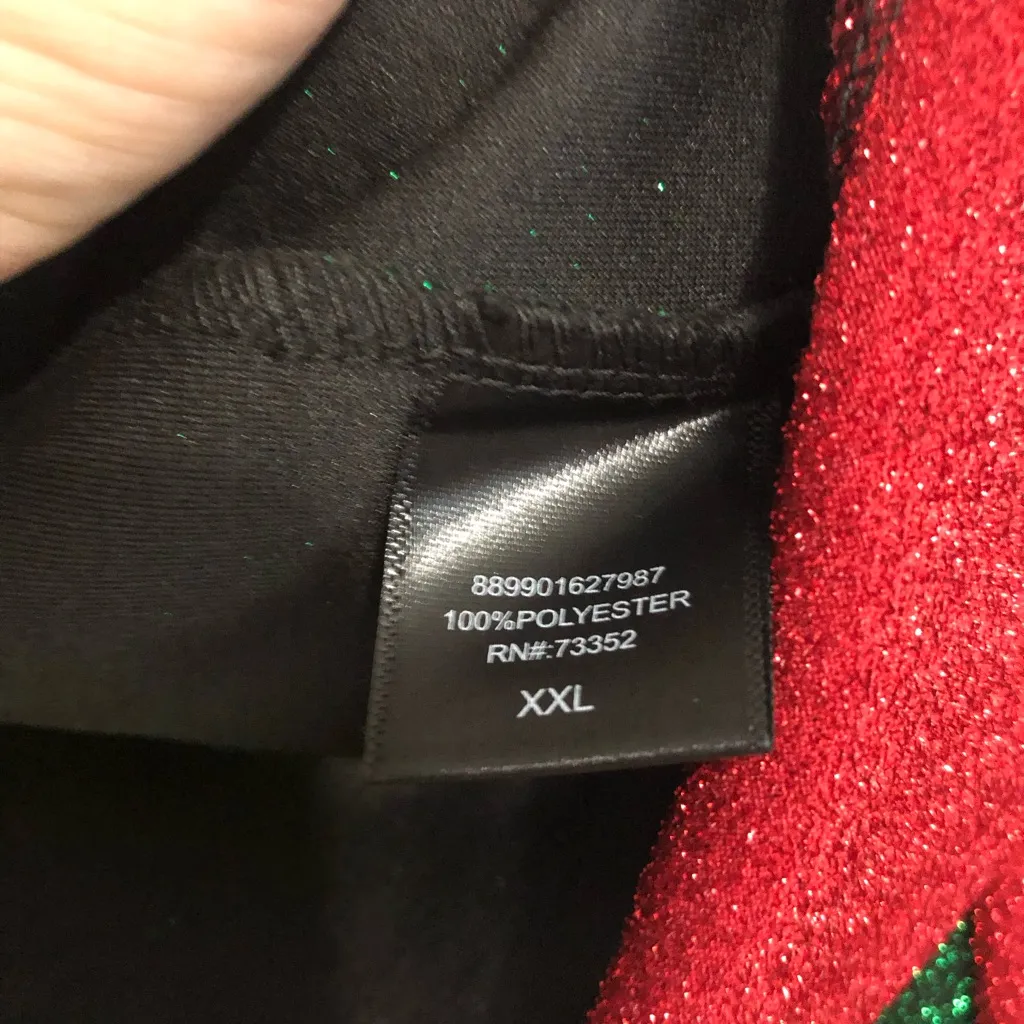 889901627987
100%POLYESTER
RN#:73352
XXL